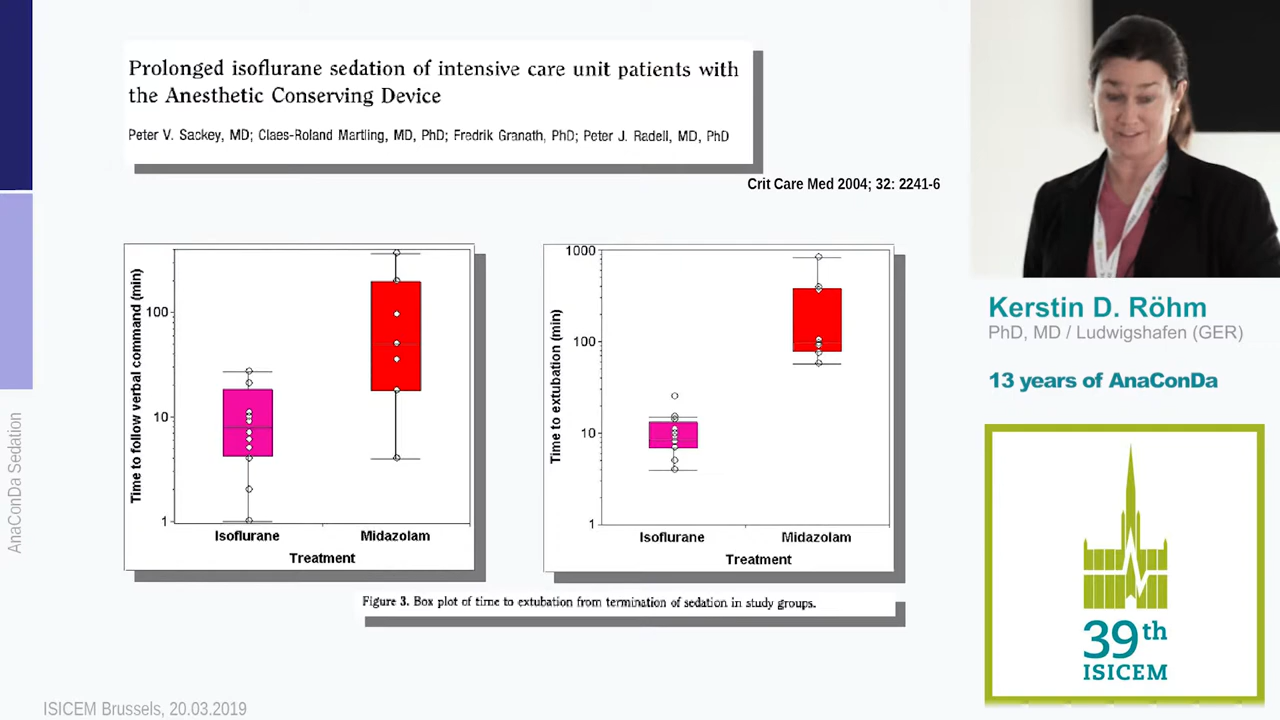 Prolonged isoflurane sedation of intensive care unit patients with
the Anesthetic Conserving Device
Peter V. Sackey, MD; Claes-Roland Martling, MD, PhD; Fredrik Granath, PhD; Peter J. Radell, MD, PhD
Crit Care Med 2004; 32: 2241-6
Time to follow verbal command (min)
100
10
1
Isoflurane
Midazolam
Treatment
Time to extubation (min)
1000
100
10
1
Isoflurane
Midazolam
Treatment
Figure 3. Box plot of time to extubation from termination of sedation in study groups.
AnaConDa Sedation
ISICEM Brussels, 20.03.2019
Kerstin D. Röhm
PhD, MD / Ludwigshafen (GER)
13 years of AnaConDa
39th
ISICEM